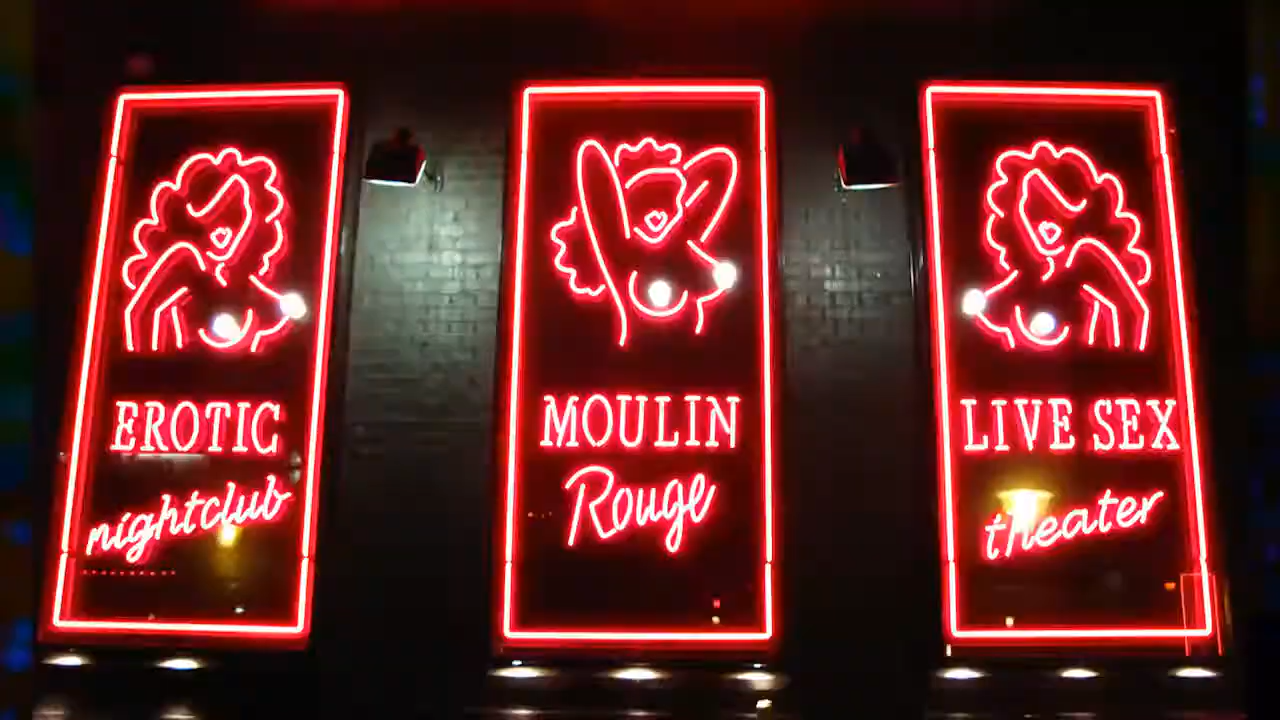 EROTIC
nightclub
MOULIN
Rouge
LIVE SEX
theater